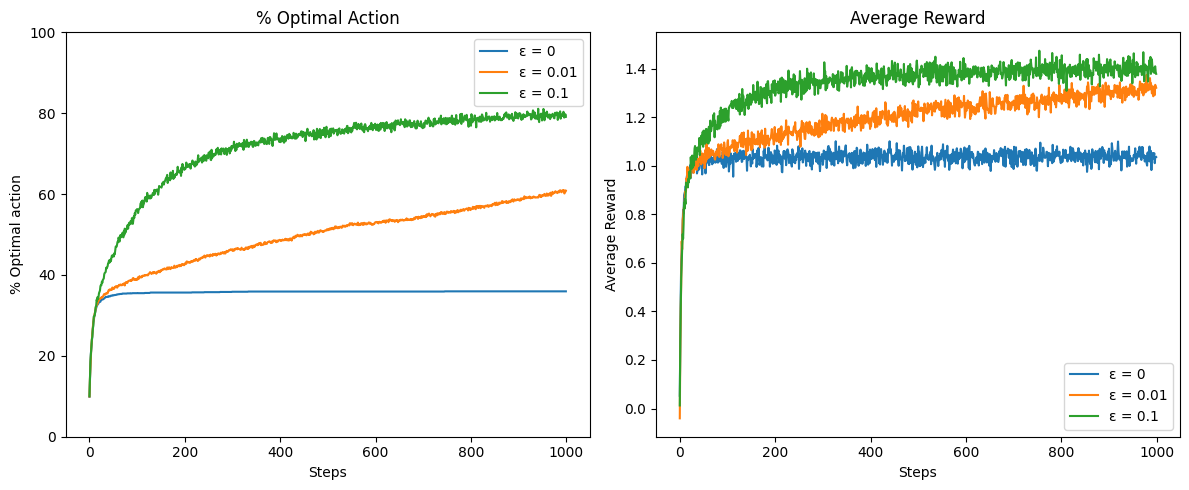 % Optimal Action
100
80
60
40
20
0
% Optimal action
0 200 400 600 800 1000
Steps
ε = 0
ε = 0.01
ε = 0.1
Average Reward
1.4
1.2
1.0
0.8
0.6
0.4
0.2
0.0
Average Reward
0 200 400 600 800 1000
Steps
ε = 0
ε = 0.01
ε = 0.1